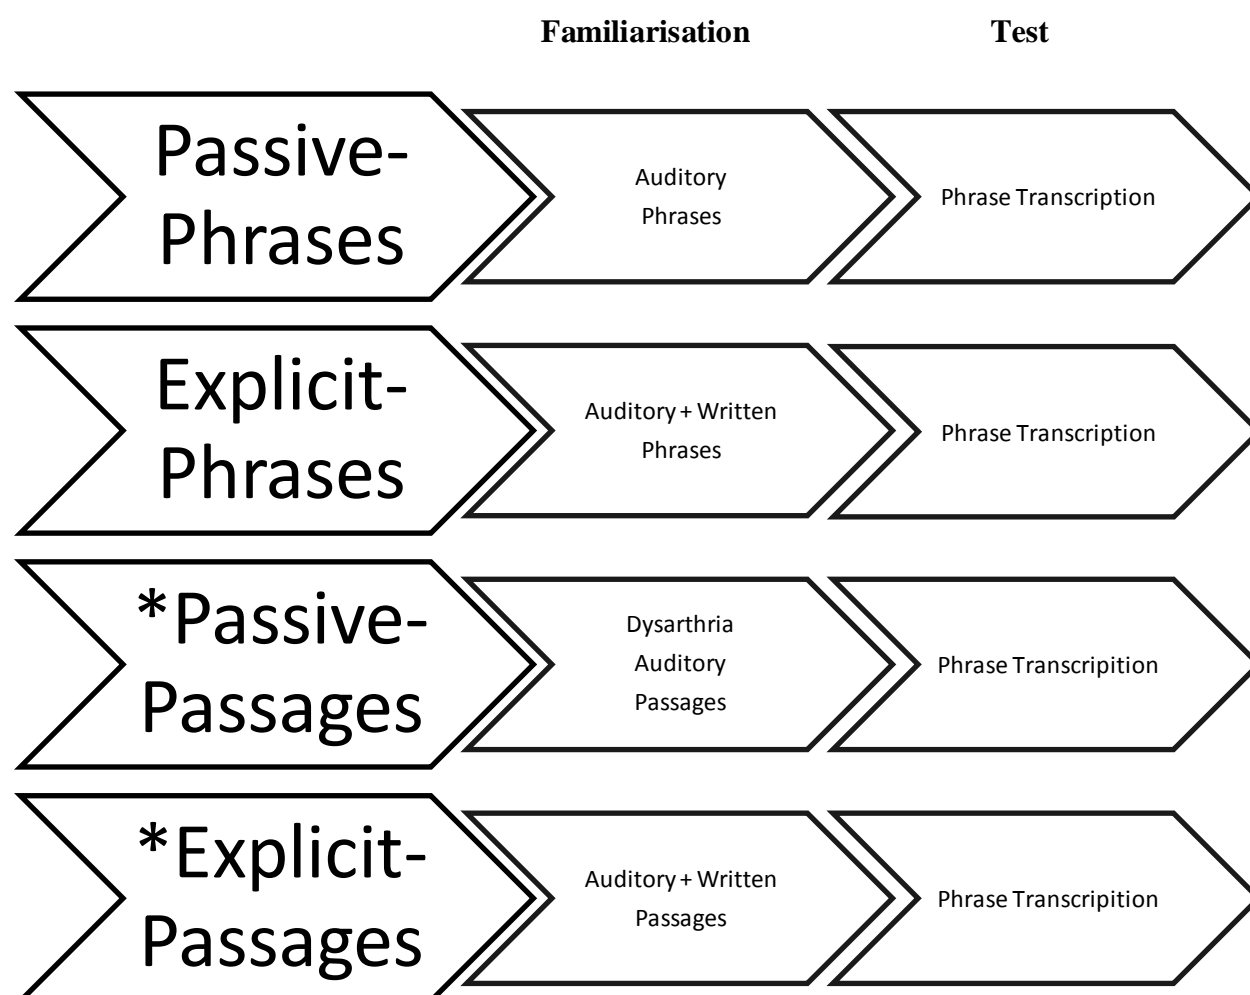 Familiarisation Test
Passive-
Phrases
Auditory
Phrases
Phrase Transcription
Explicit-
Phrases
Auditory + Written
Phrases
Phrase Transcription
*Passive-
Passages
Dysarthria
Auditory
Passages
Phrase Transcripition
*Explicit-
Passages
Auditory + Written
Passages
Phrase Transcripition